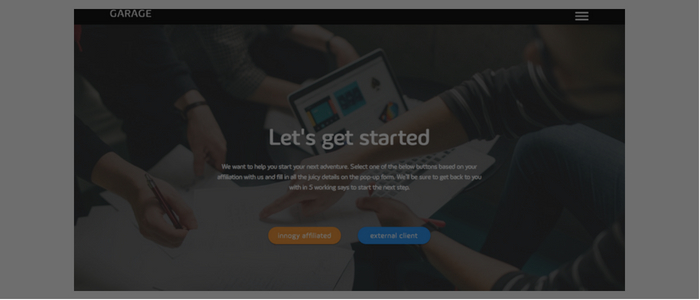 GARAGE
Let's get started
We want to help you start your next adventure. Select one of the below buttons based on your
affiliation with us and fill in all the juicy details on the pop-up form. We'll be sure to get back to you
with in 5 working says to start the next step.
innogy affiliated
external client